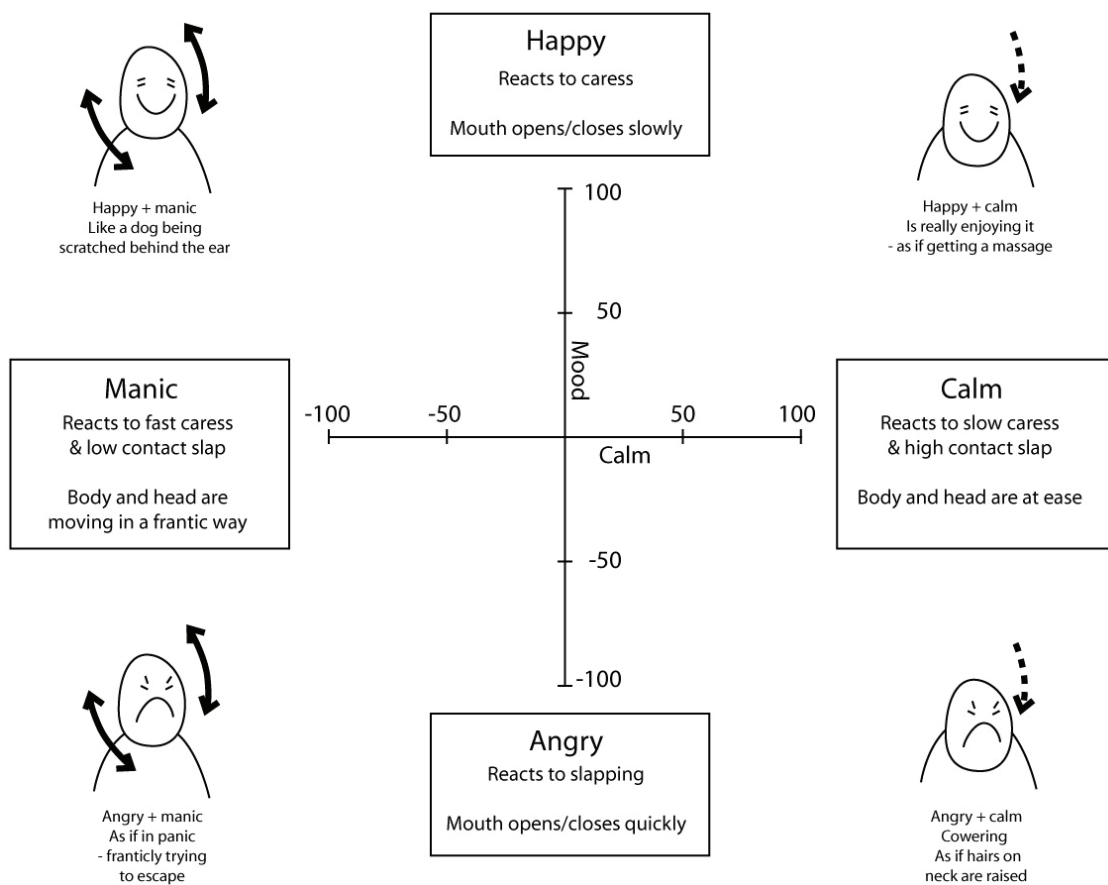 Happy
Reacts to caress
Mouth opens/closes slowly
Happy + manic
Like a dog being
scratched behind the ear
Happy + calm
Is really enjoying it
- as if getting a massage
100
50
Mood
Manic
Reacts to fast caress
& low contact slap
Body and head are
moving in a frantic way
-100
-50
50
100
Calm
Calm
Reacts to slow caress
& high contact slap
Body and head are at ease
-50
-100
Angry
Reacts to slapping
Mouth opens/closes quickly
Angry + manic
As if in panic
- franticly trying
to escape
Angry + calm
Cowering
As if hairs on
neck are raised